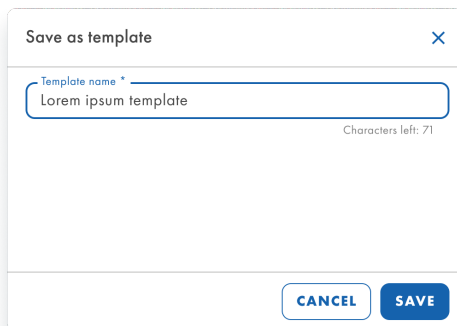 Save as template
Template name *
Lorem ipsum template
Characters left: 71
CANCEL SAVE